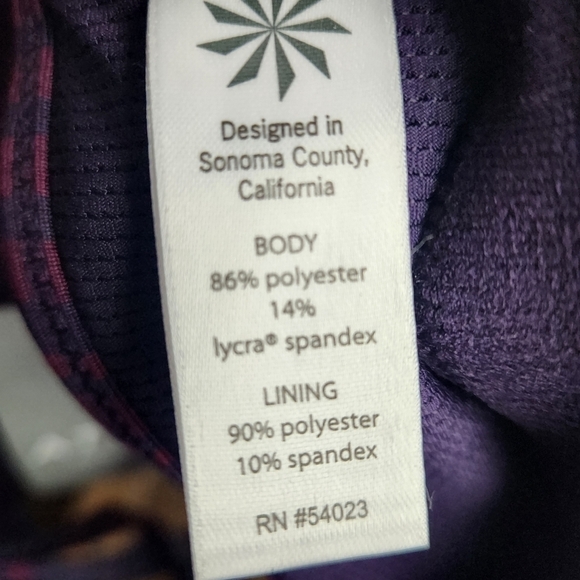 Designed in
Sonoma County,
California
BODY
86% polyester
14%
lycra® spandex
LINING
90% polyester
10% spandex
RN #54023